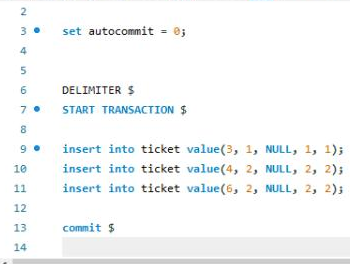 2
3 set autocommit = 0;
4
5
6 DELIMITER $
7 START TRANSACTION $
8
9 insert into ticket value(3, 1, NULL, 1, 1);
10 insert into ticket value(4, 2, NULL, 2, 2);
11 insert into ticket value(6, 2, NULL, 2, 2);
12
13 commit $
14